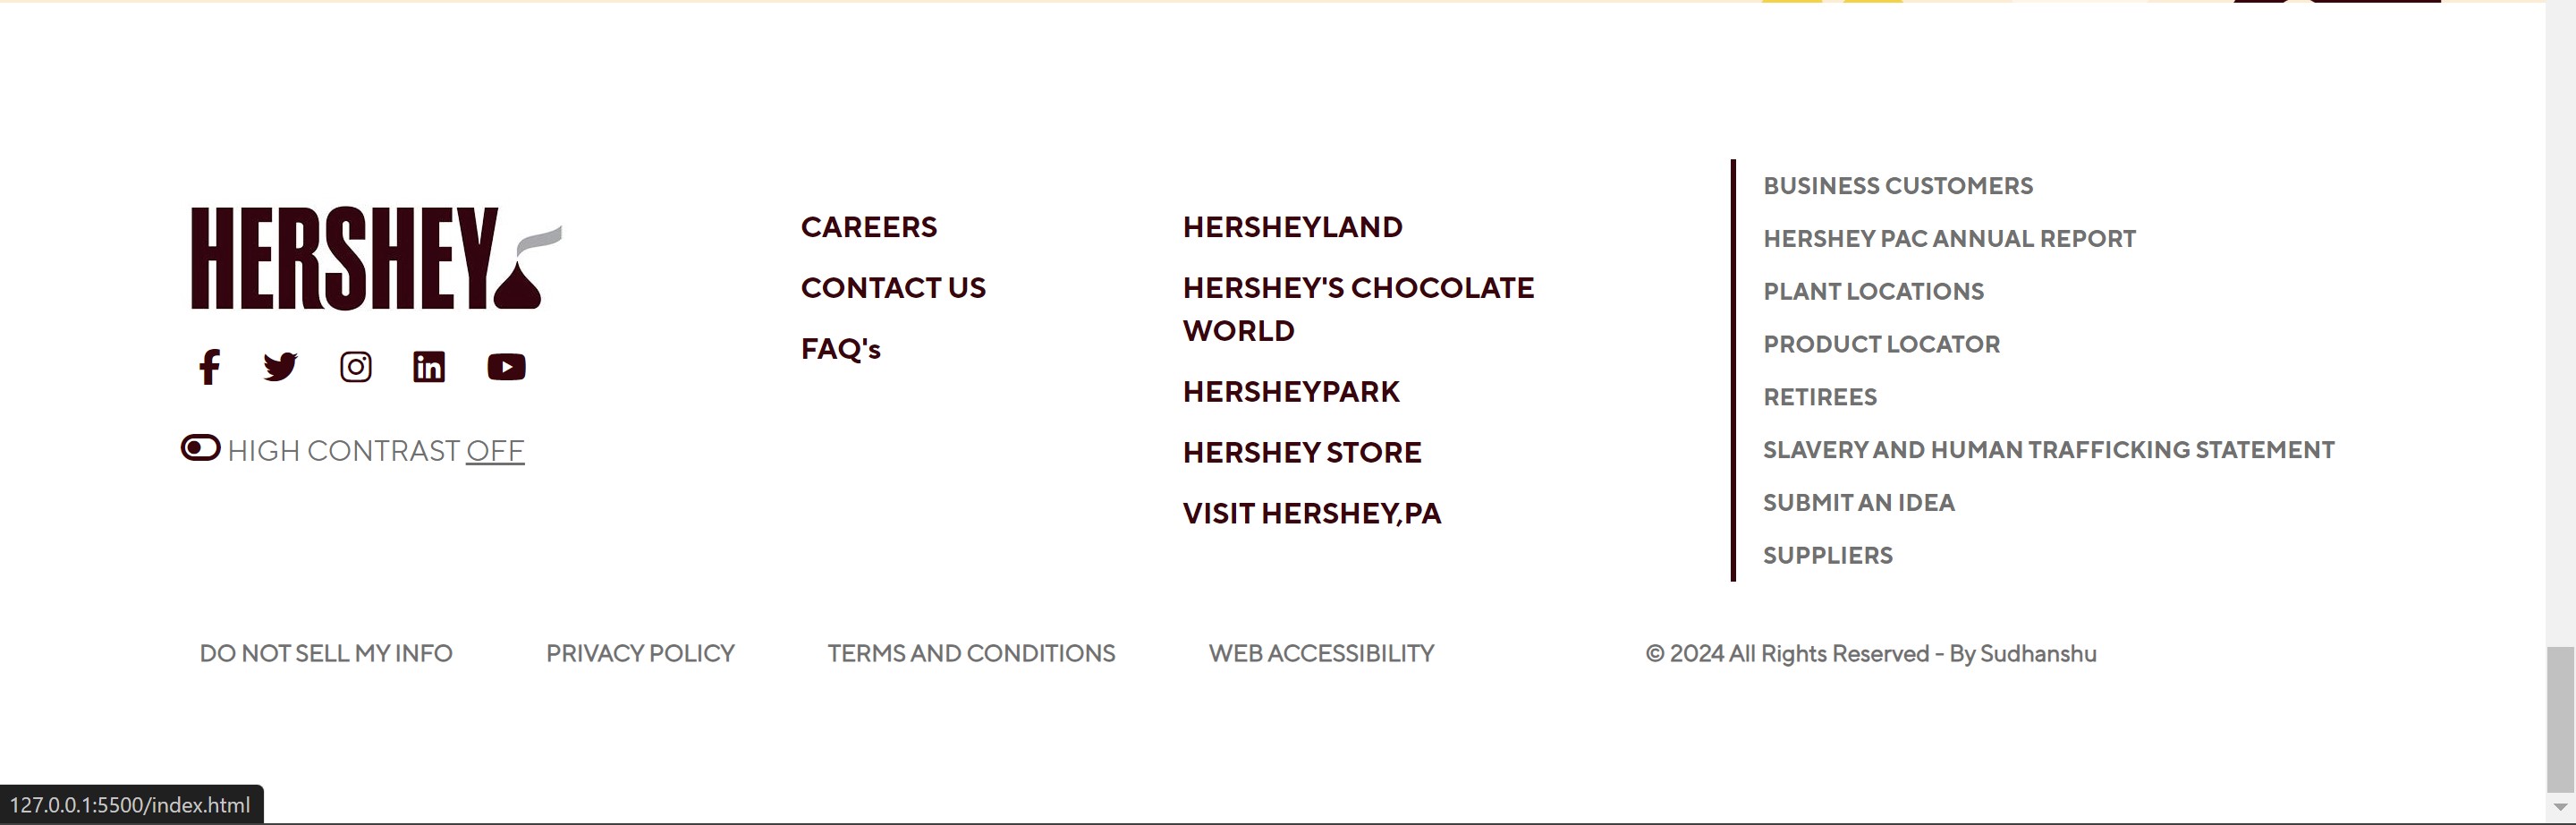 HERSHEY
HIGH CONTRAST OFF
CAREERS
CONTACT US
FAQ's
HERSHEYLAND
HERSHEY'S CHOCOLATE
WORLD
HERSHEYPARK
HERSHEY STORE
VISIT HERSHEY,PA
BUSINESS CUSTOMERS
HERSHEY PAC ANNUAL REPORT
PLANT LOCATIONS
PRODUCT LOCATOR
RETIREES
SLAVERY AND HUMAN TRAFFICKING STATEMENT
SUBMIT AN IDEA
SUPPLIERS
DO NOT SELL MY INFO
PRIVACY POLICY
TERMS AND CONDITIONS
WEB ACCESSIBILITY
© 2024 All Rights Reserved - By Sudhanshu
127.0.0.1:5500/index.html